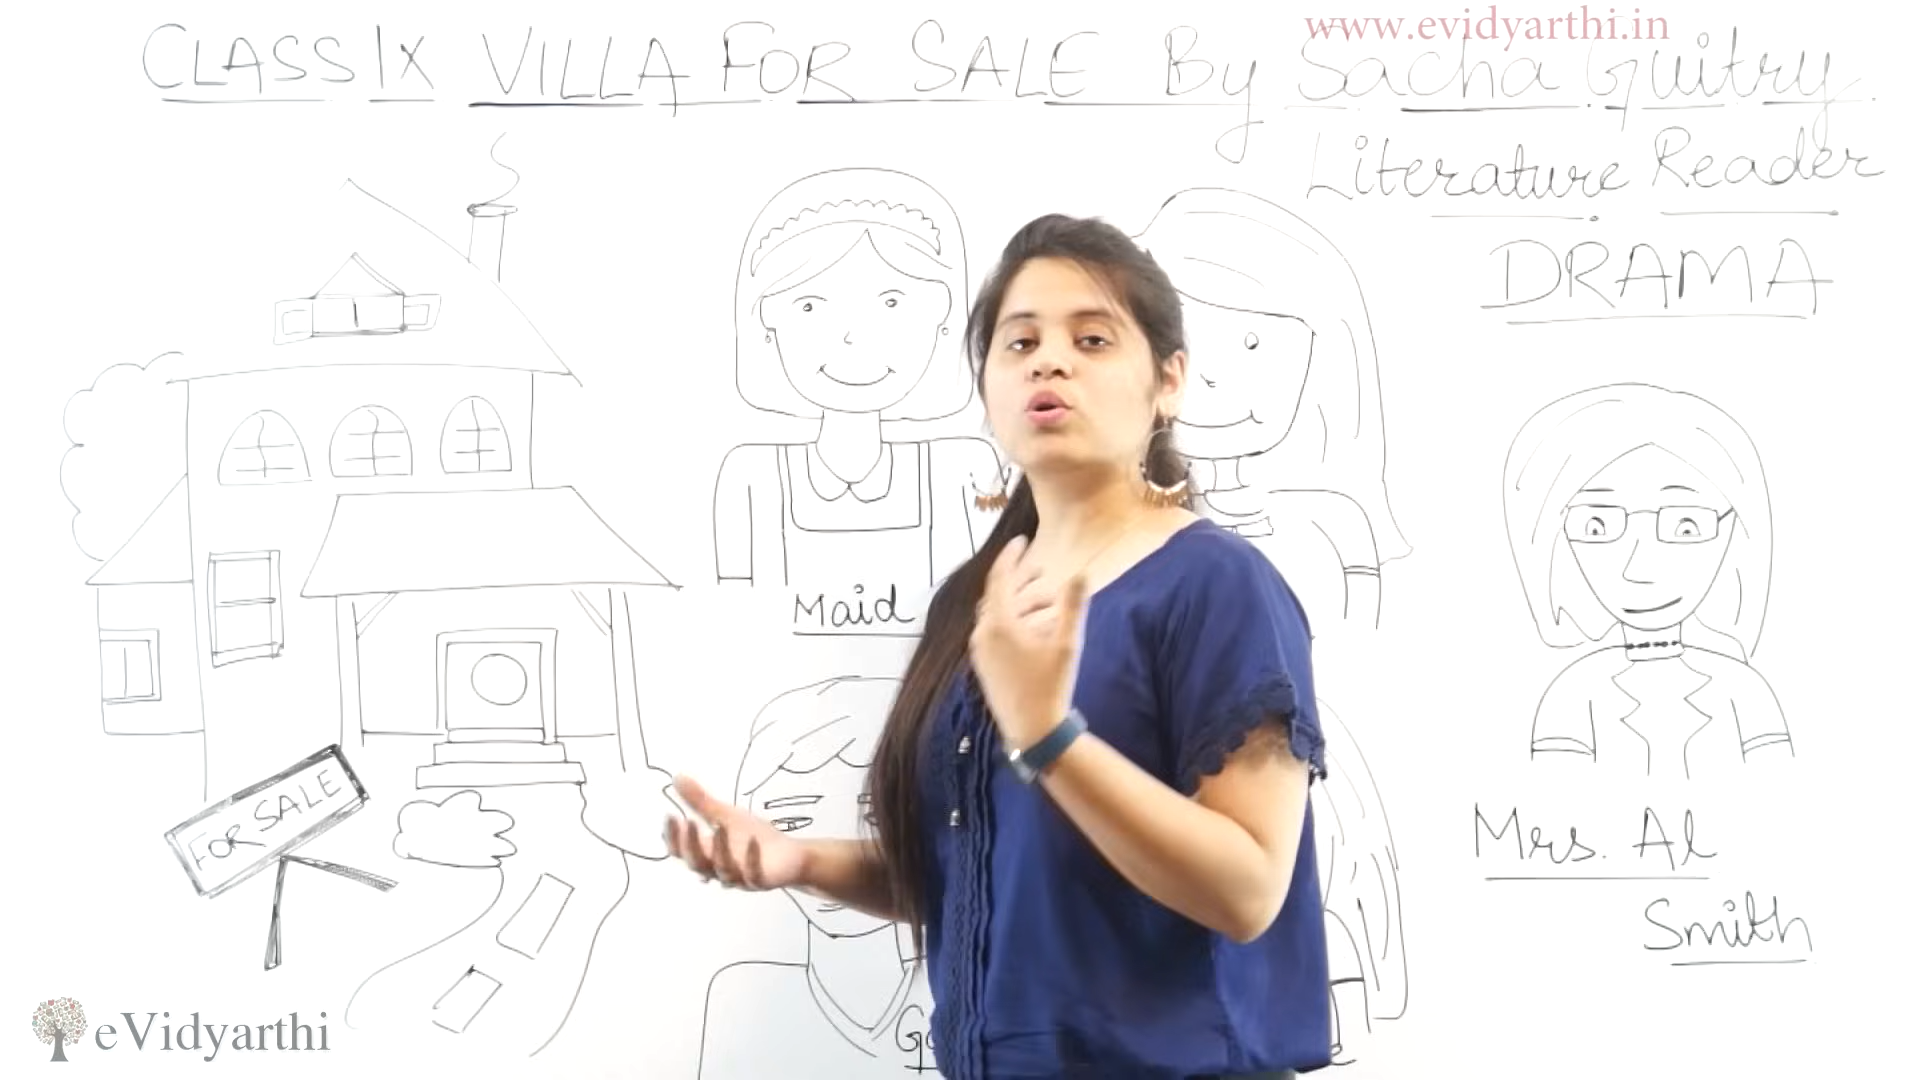 www.evidyarthi.in
CLASS IX VILLA FOR SALE By Sacha Guitry
Literature Reader
DRAMA
Maid
FOR SALE
Mrs. Al
Smith
eVidyarthi